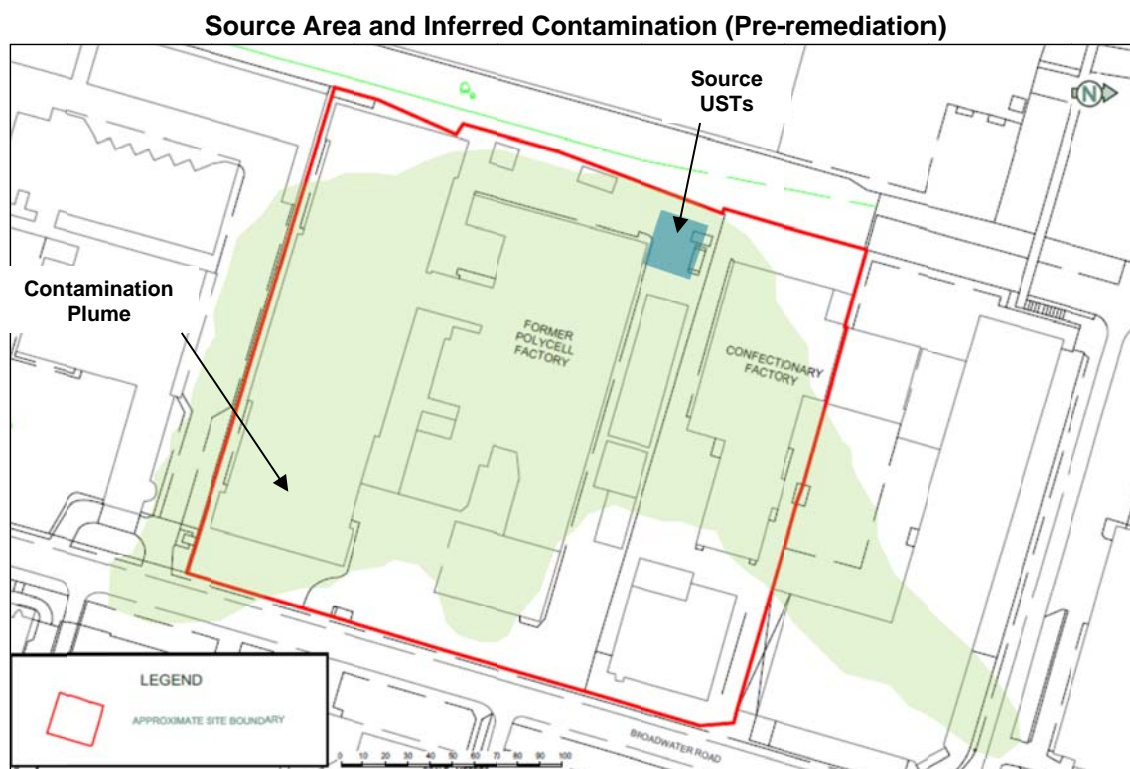 Source Area and Inferred Contamination (Pre-remediation)
Source
USTs
N
Contamination
Plume
FORMER
POLYCELL
FACTORY
CONFECTIONARY
FACTORY
LEGEND
APPROXIMATE SITE BOUNDARY
BROADWATER ROAD
0 10 20 30 40 50 60 70 80 90 100